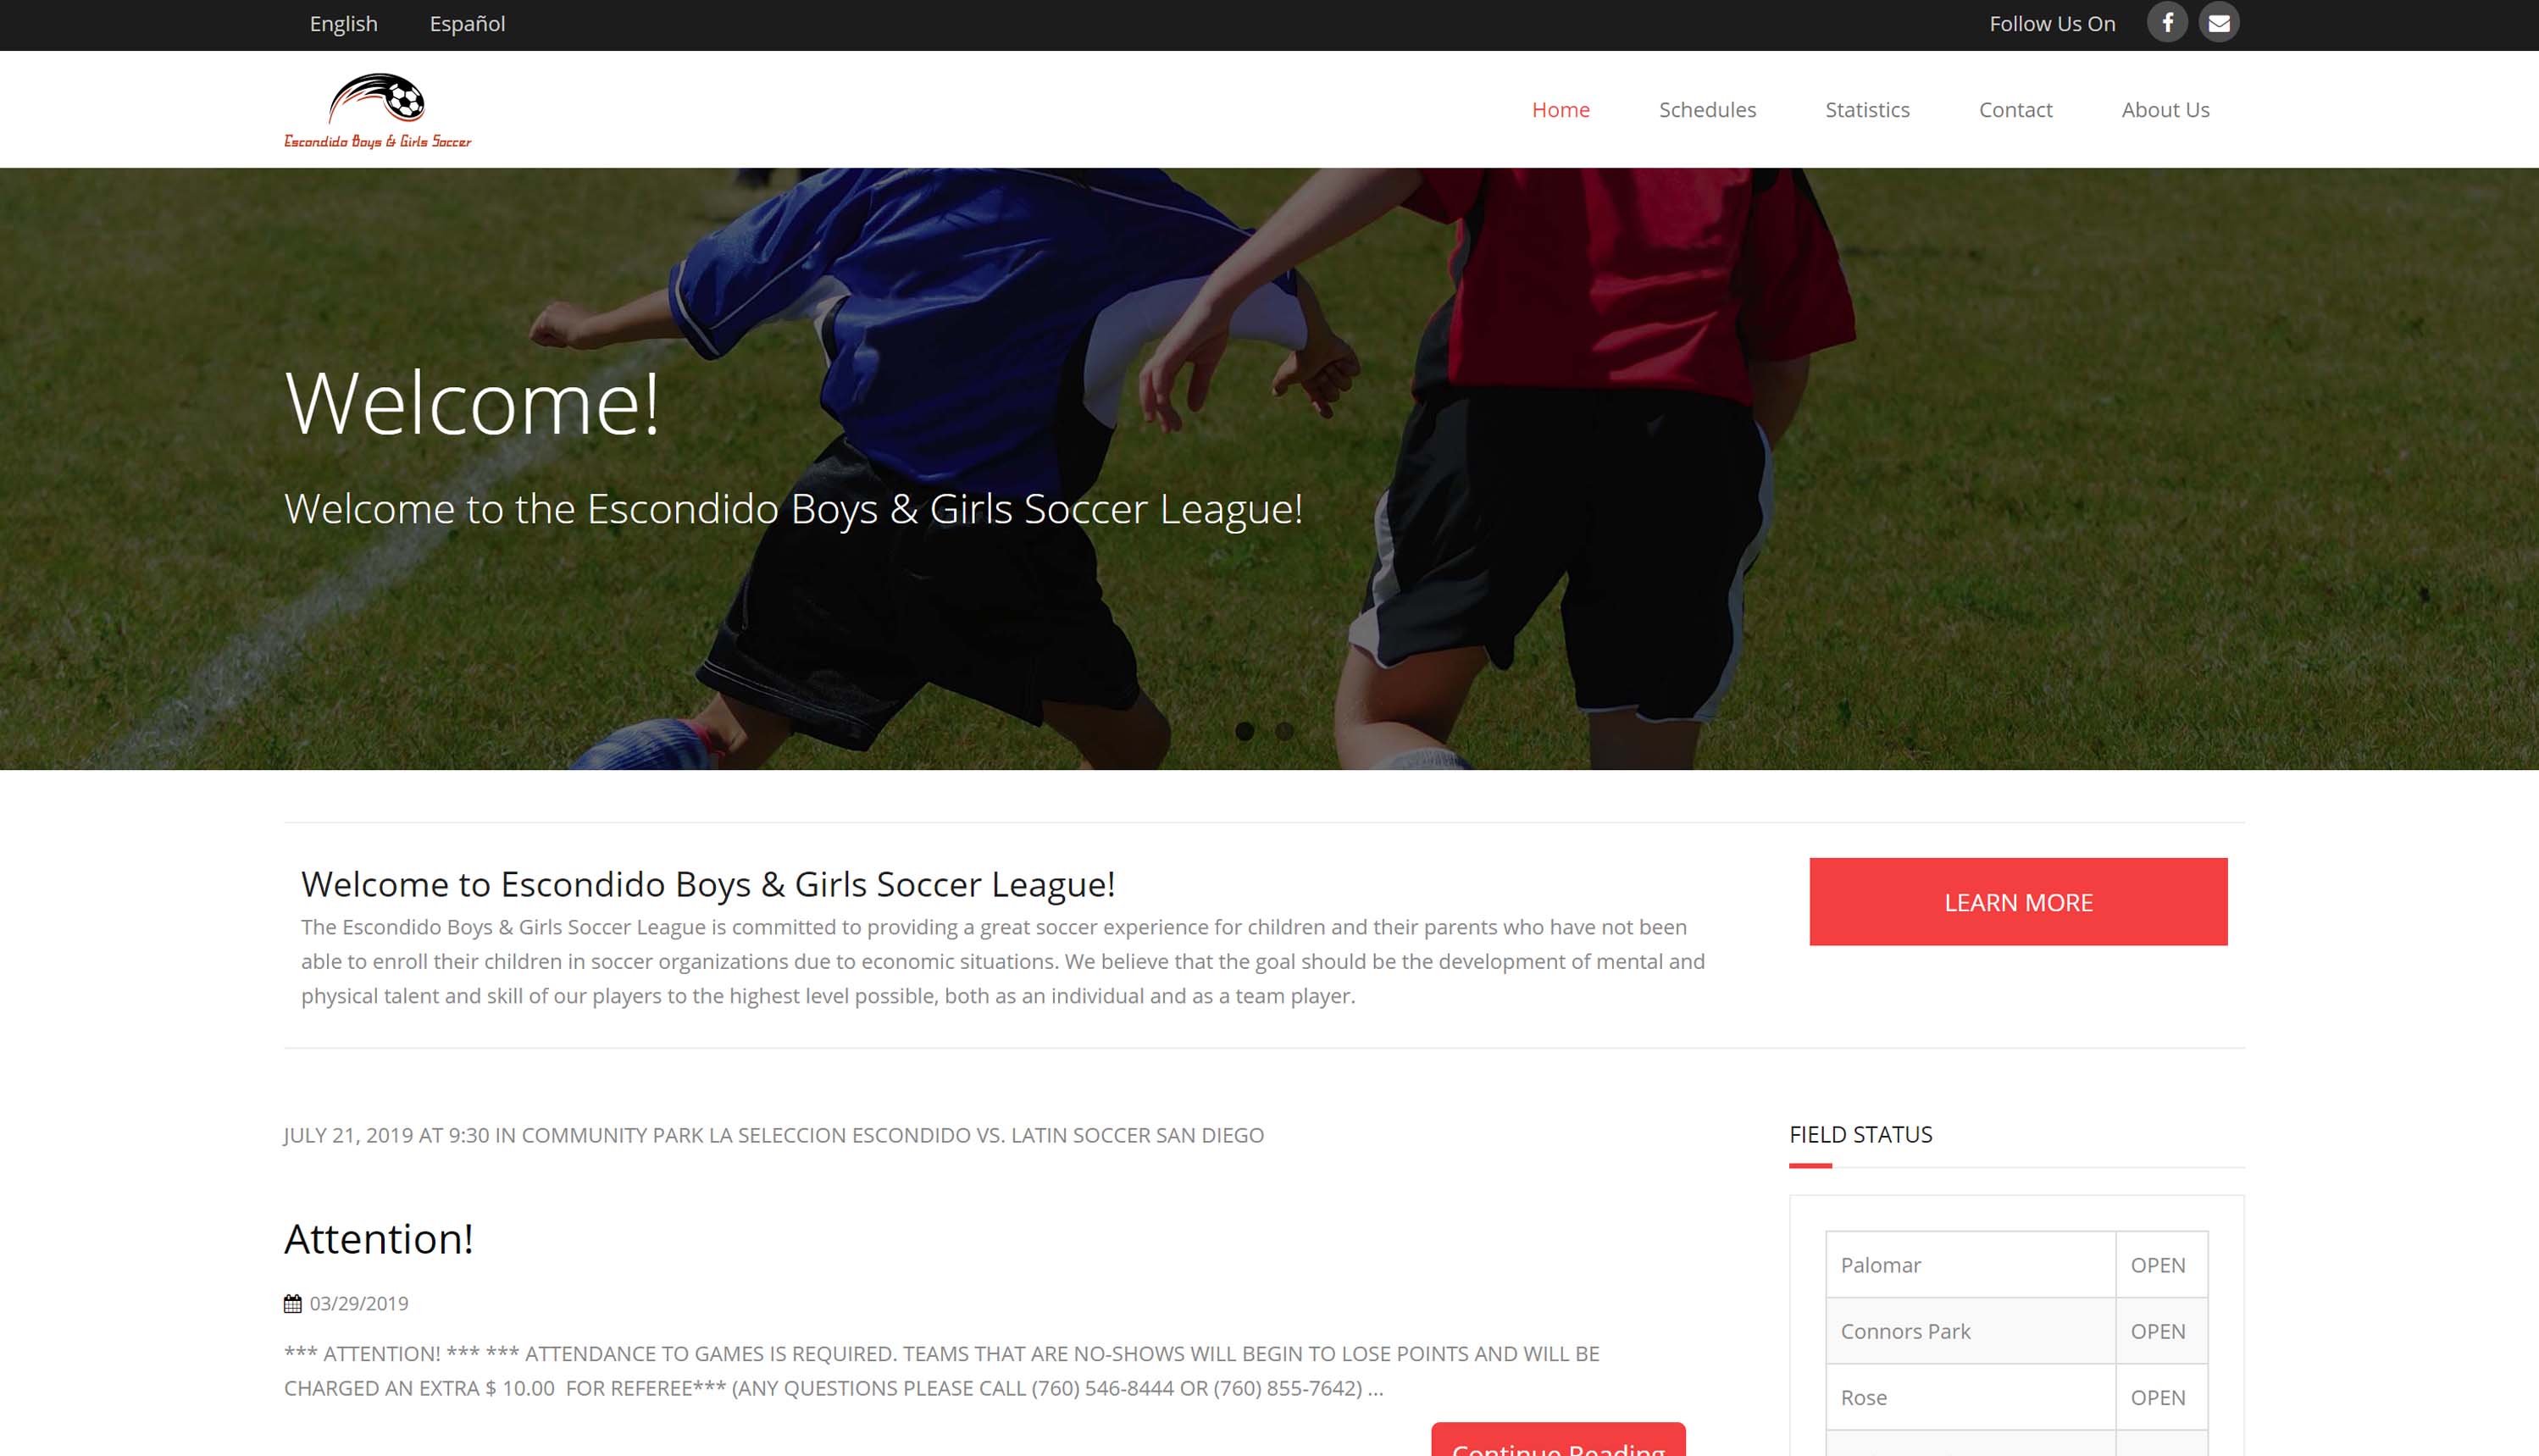 English Español Follow Us On
Escondido Boys & Girls Soccer
Home Schedules Statistics Contact About Us
Welcome!
Welcome to the Escondido Boys & Girls Soccer League!
Welcome to Escondido Boys & Girls Soccer League!
The Escondido Boys & Girls Soccer League is committed to providing a great soccer experience for children and their parents who have not been
able to enroll their children in soccer organizations due to economic situations. We believe that the goal should be the development of mental and
physical talent and skill of our players to the highest level possible, both as an individual and as a team player.
LEARN MORE
JULY 21, 2019 AT 9:30 IN COMMUNITY PARK LA SELECCION ESCONDIDO VS. LATIN SOCCER SAN DIEGO
Attention!
03/29/2019
*** ATTENTION! *** *** ATTENDANCE TO GAMES IS REQUIRED. TEAMS THAT ARE NO-SHOWS WILL BEGIN TO LOSE POINTS AND WILL BE
CHARGED AN EXTRA $ 10.00  FOR REFEREE*** (ANY QUESTIONS PLEASE CALL (760) 546-8444 OR (760) 855-7642) ...
Continue Reading
FIELD STATUS
Palomar OPEN
Connors Park OPEN
Rose OPEN